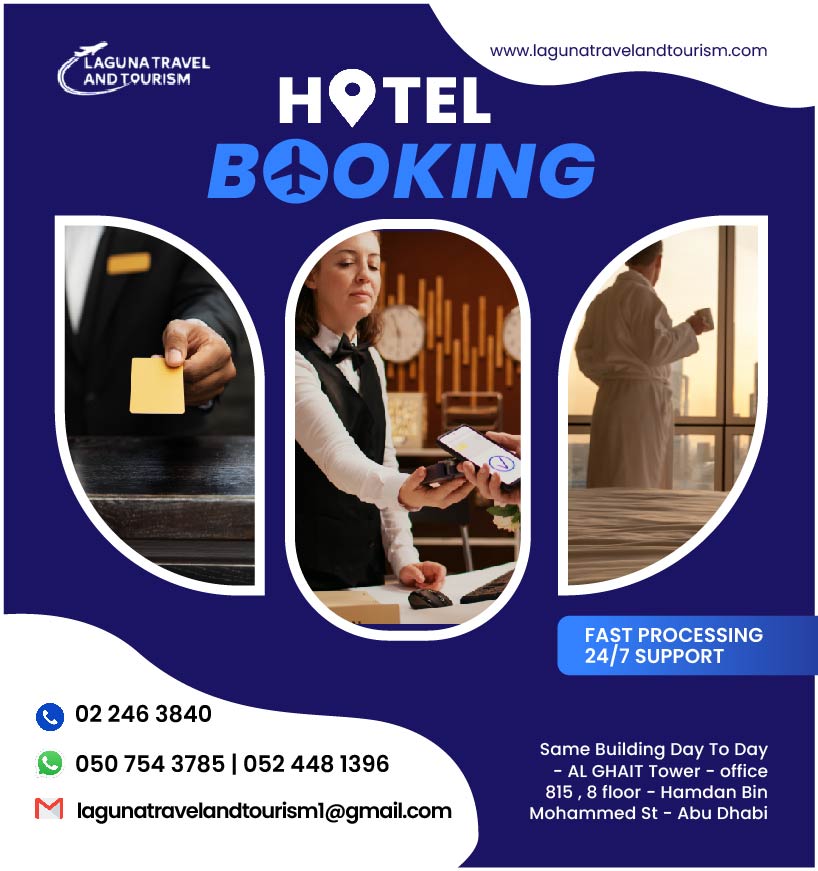 LAGUNA TRAVEL
AND TOURISM
www.lagunatravelandtourism.com
HOTEL
BOOKING
FAST PROCESSING
24/7 SUPPORT
02 246 3840
050 754 3785 | 052 448 1396
lagunatravelandtourism1@gmail.com
Same Building Day To Day
- AL GHAIT Tower - office
815 , 8 floor - Hamdan Bin
Mohammed St - Abu Dhabi